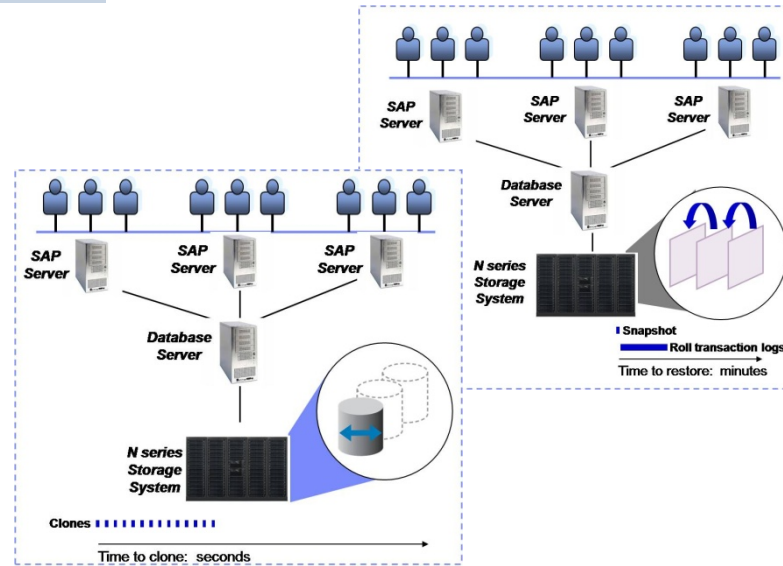 SAP
Server
SAP
Server
SAP
Server
Database
Server
N series
Storage
System
Snapshot
Roll transaction logs
Time to restore: minutes
SAP
Server
SAP
Server
SAP
Server
Database
Server
N series
Storage
System
Clones
Time to clone: seconds